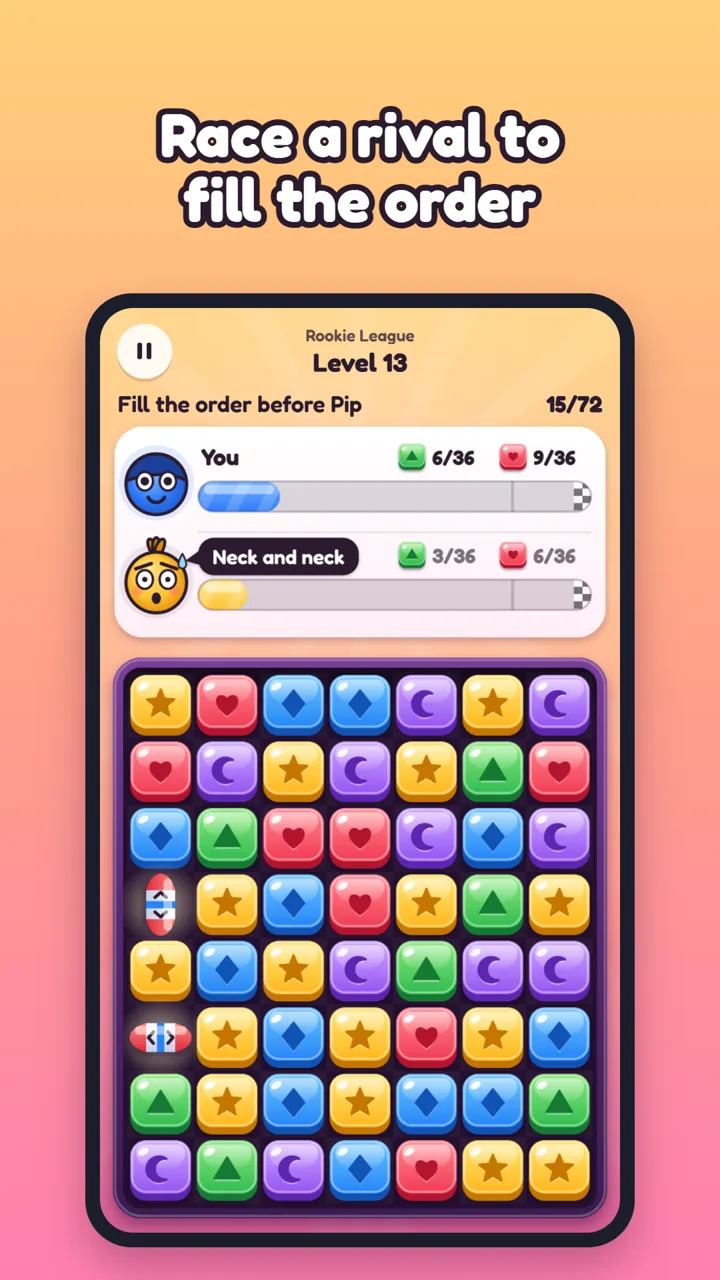 Race a rival to
fill the order
Rookie League
Level 13
Fill the order before Pip 15/72
You 6/36 9/36
Neck and neck 3/36 6/36